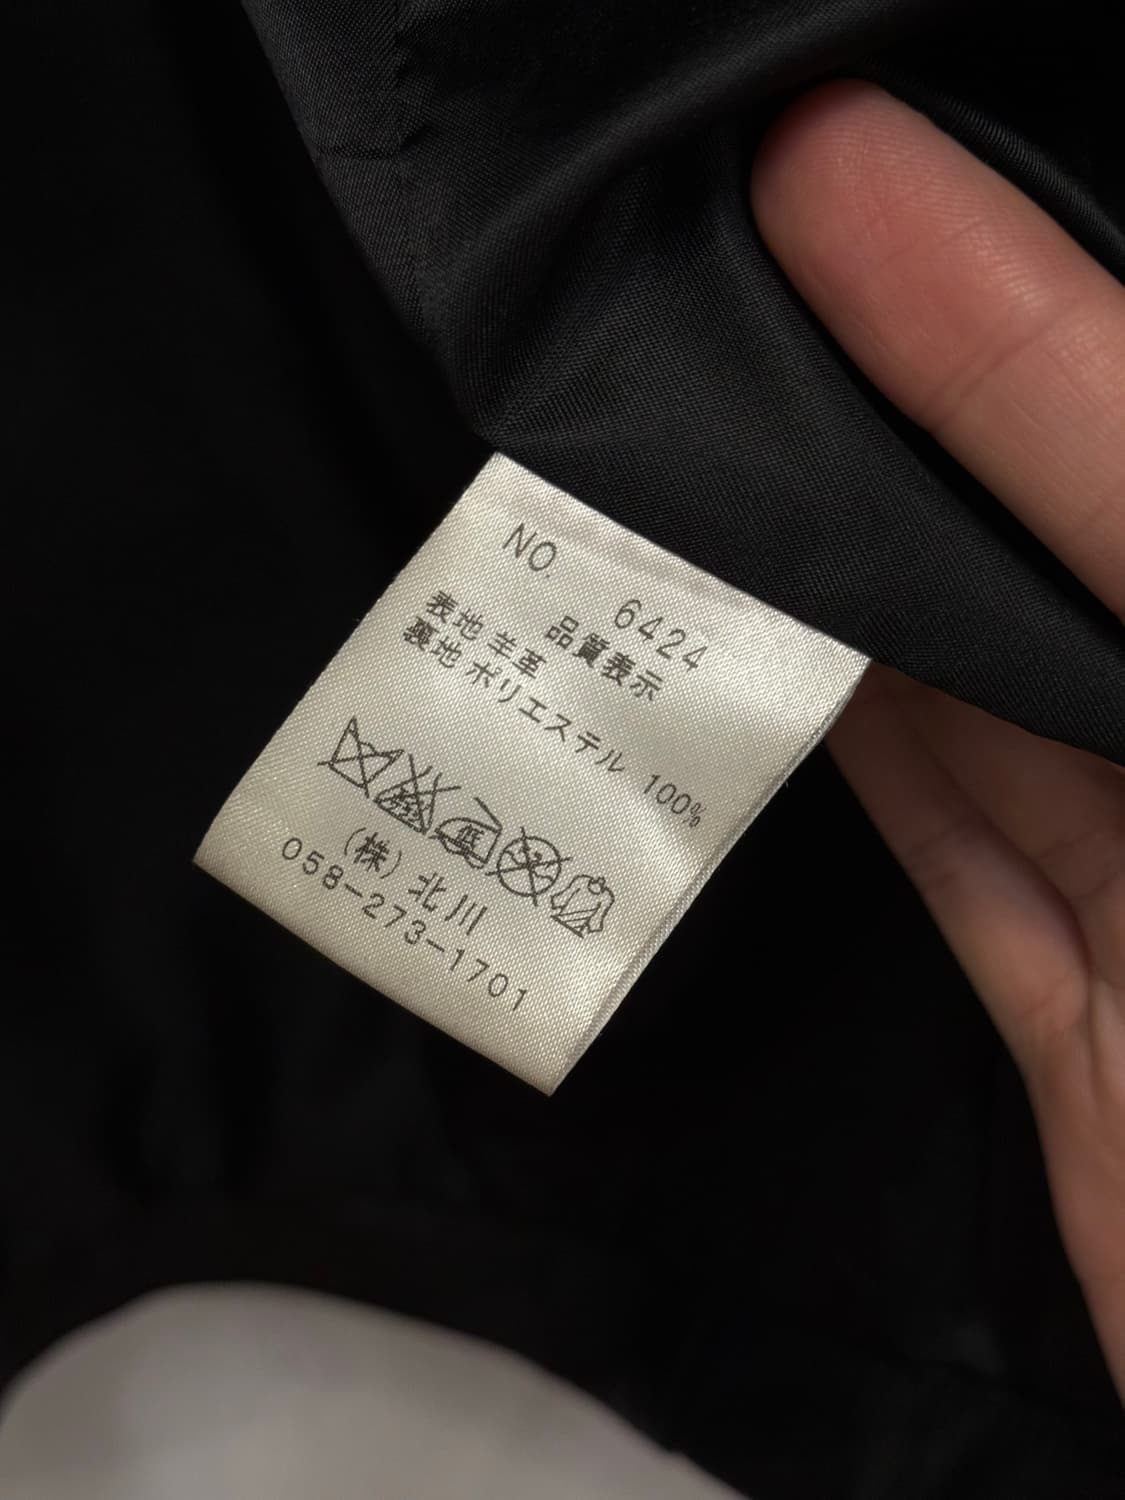 NO. 6424
品質表示
表地 羊革
裏地 ポリエステル 100%
低
(株) 北川
058-273-1701